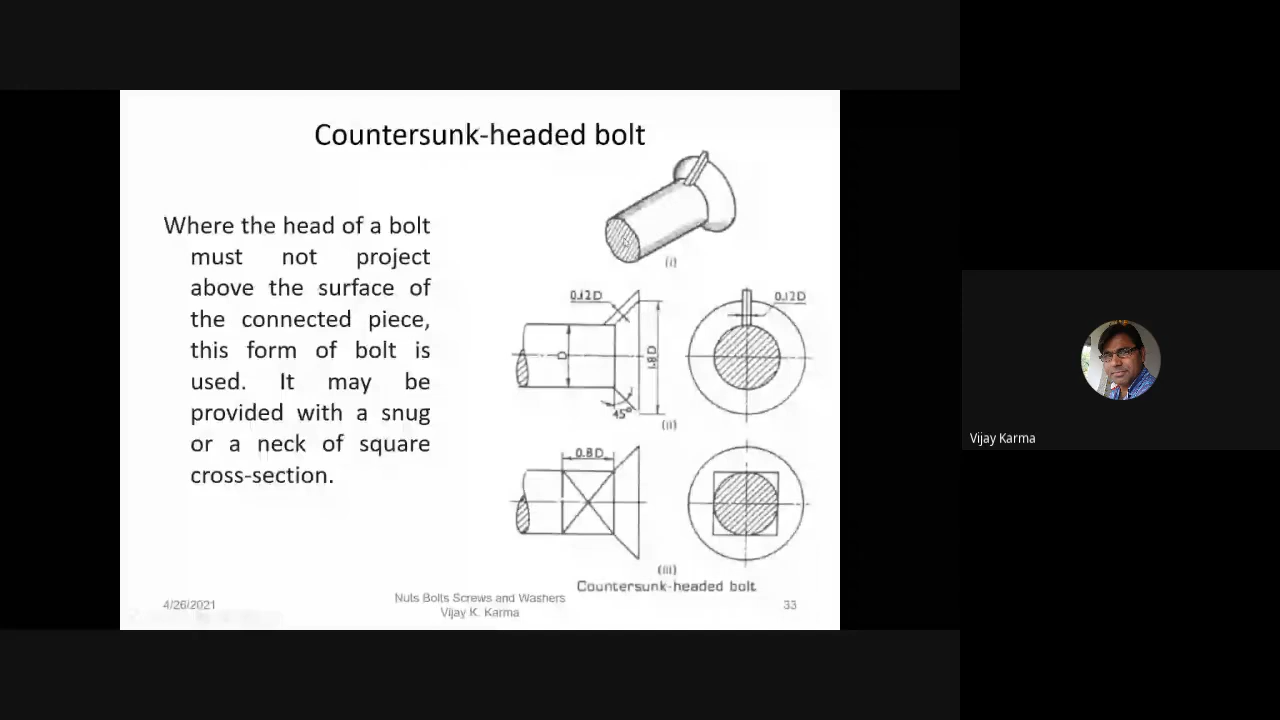 Countersunk-headed bolt
Where the head of a bolt
must not project
above the surface of
the connected piece,
this form of bolt is
used. It may be
provided with a snug
or a neck of square
cross-section.
(i)
0.12D
0.12D
D
1.8D
45°
(ii)
0.8D
(iii)
Countersunk-headed bolt
4/26/2021
Nuts Bolts Screws and Washers
Vijay K. Karma
33
Vijay Karma